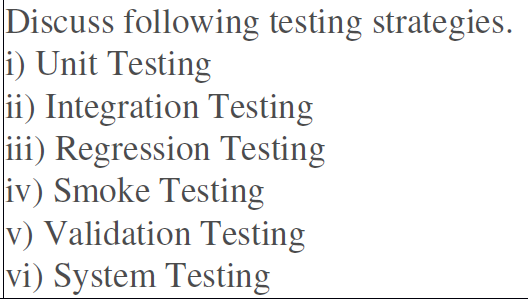 Discuss following testing strategies.
i) Unit Testing
ii) Integration Testing
iii) Regression Testing
iv) Smoke Testing
v) Validation Testing
vi) System Testing